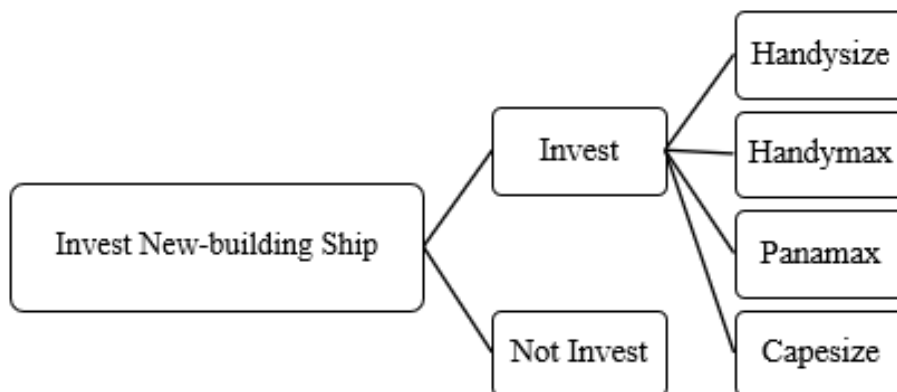 Invest New-building Ship
Invest
Not Invest
Handysize
Handymax
Panamax
Capesize